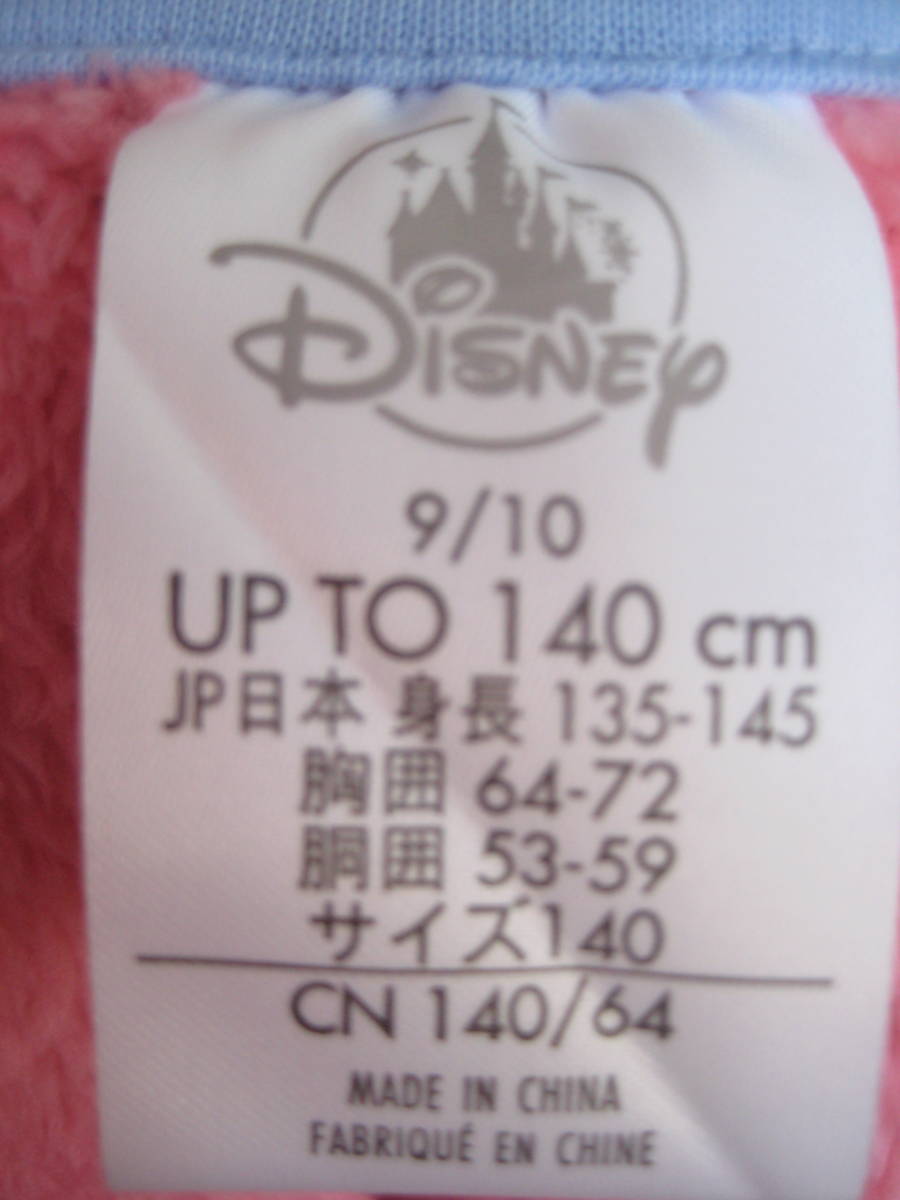 Disney
9/10
UP TO 140 cm
JP日本 身長 135-145
胸囲 64-72
胴囲 53-59
サイズ140
CN 140/64
MADE IN CHINA
FABRIQUÉ EN CHINE